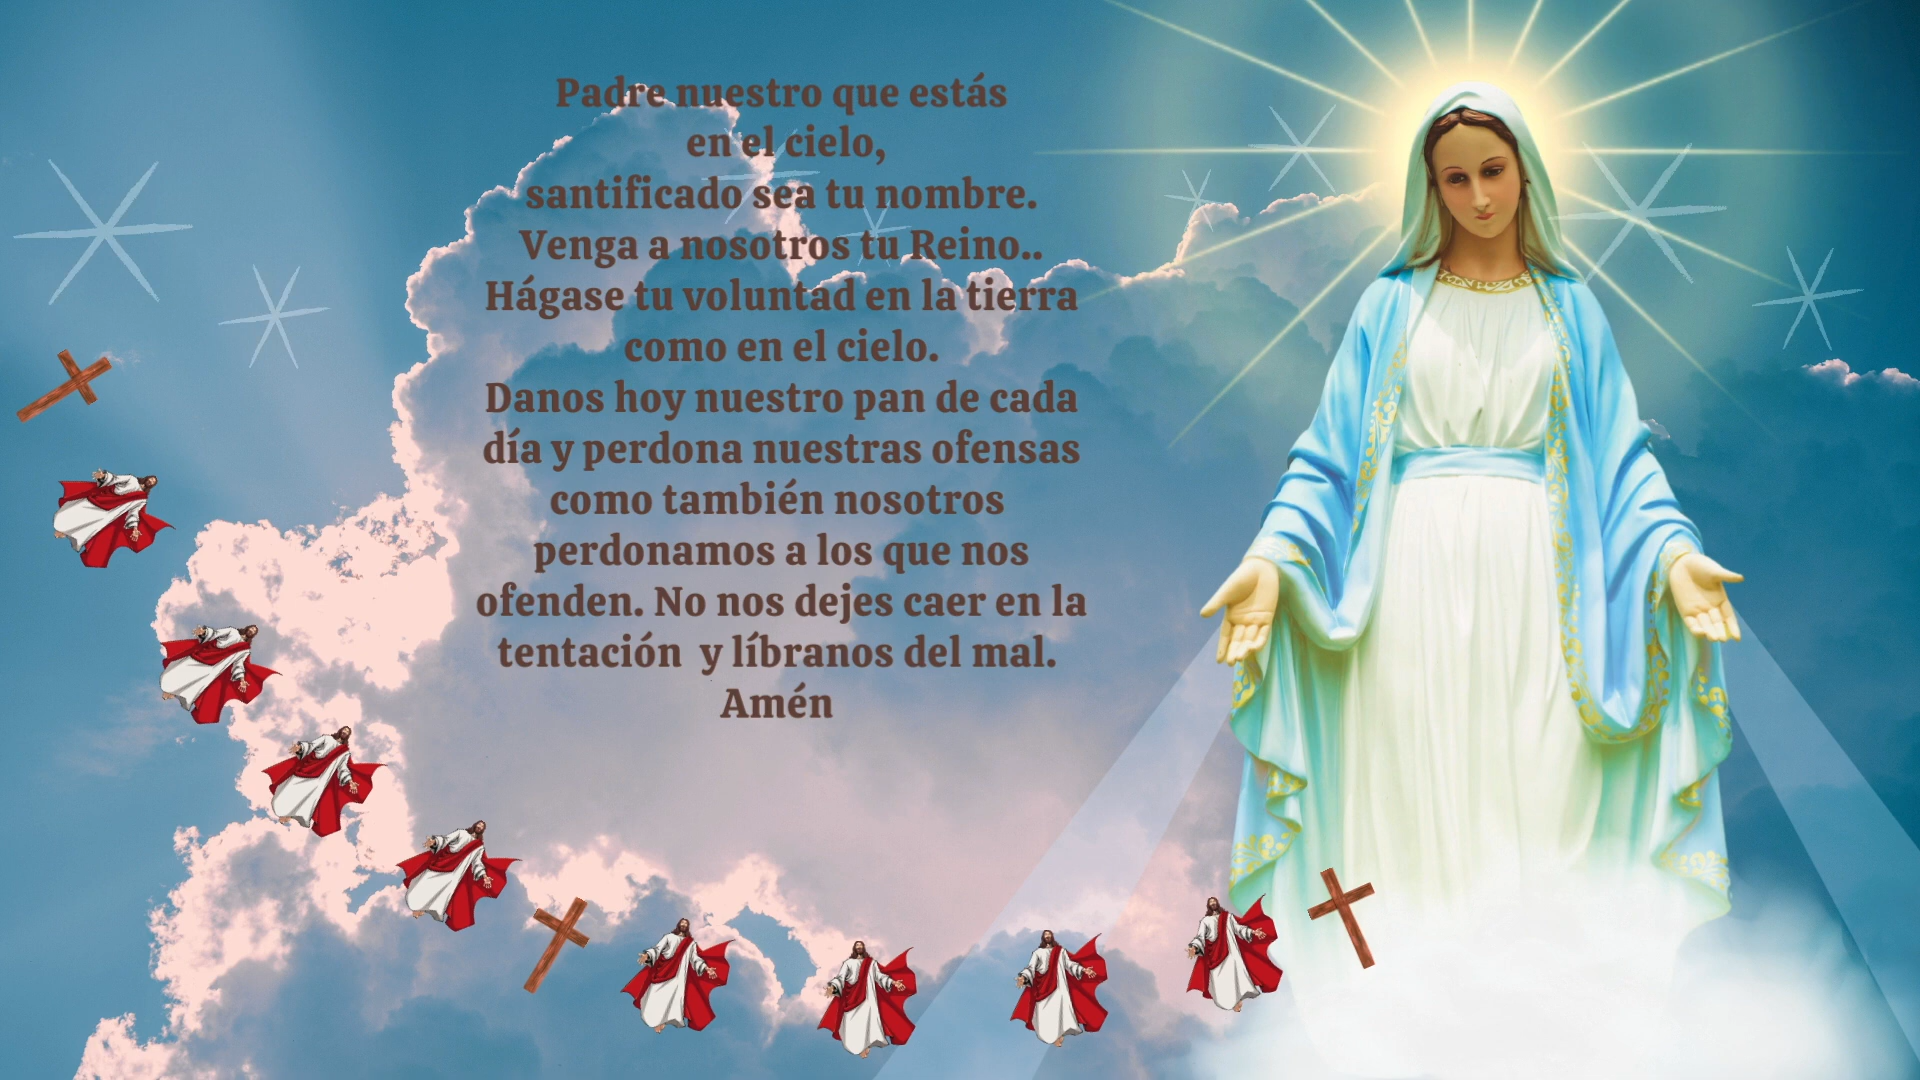 Padre nuestro que estás
en el cielo,
santificado sea tu nombre.
Venga a nosotros tu Reino..
Hágase tu voluntad en la tierra
como en el cielo.
Danos hoy nuestro pan de cada
día y perdona nuestras ofensas
como también nosotros
perdonamos a los que nos
ofenden. No nos dejes caer en la
tentación  y líbranos del mal.
Amén